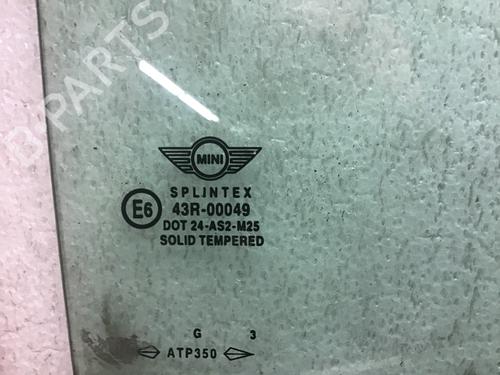 B-PARTS
MINI
SPLINTEX
E6 43R-00049
DOT 24-AS2-M25
SOLID TEMPERED
G 3
ATP350